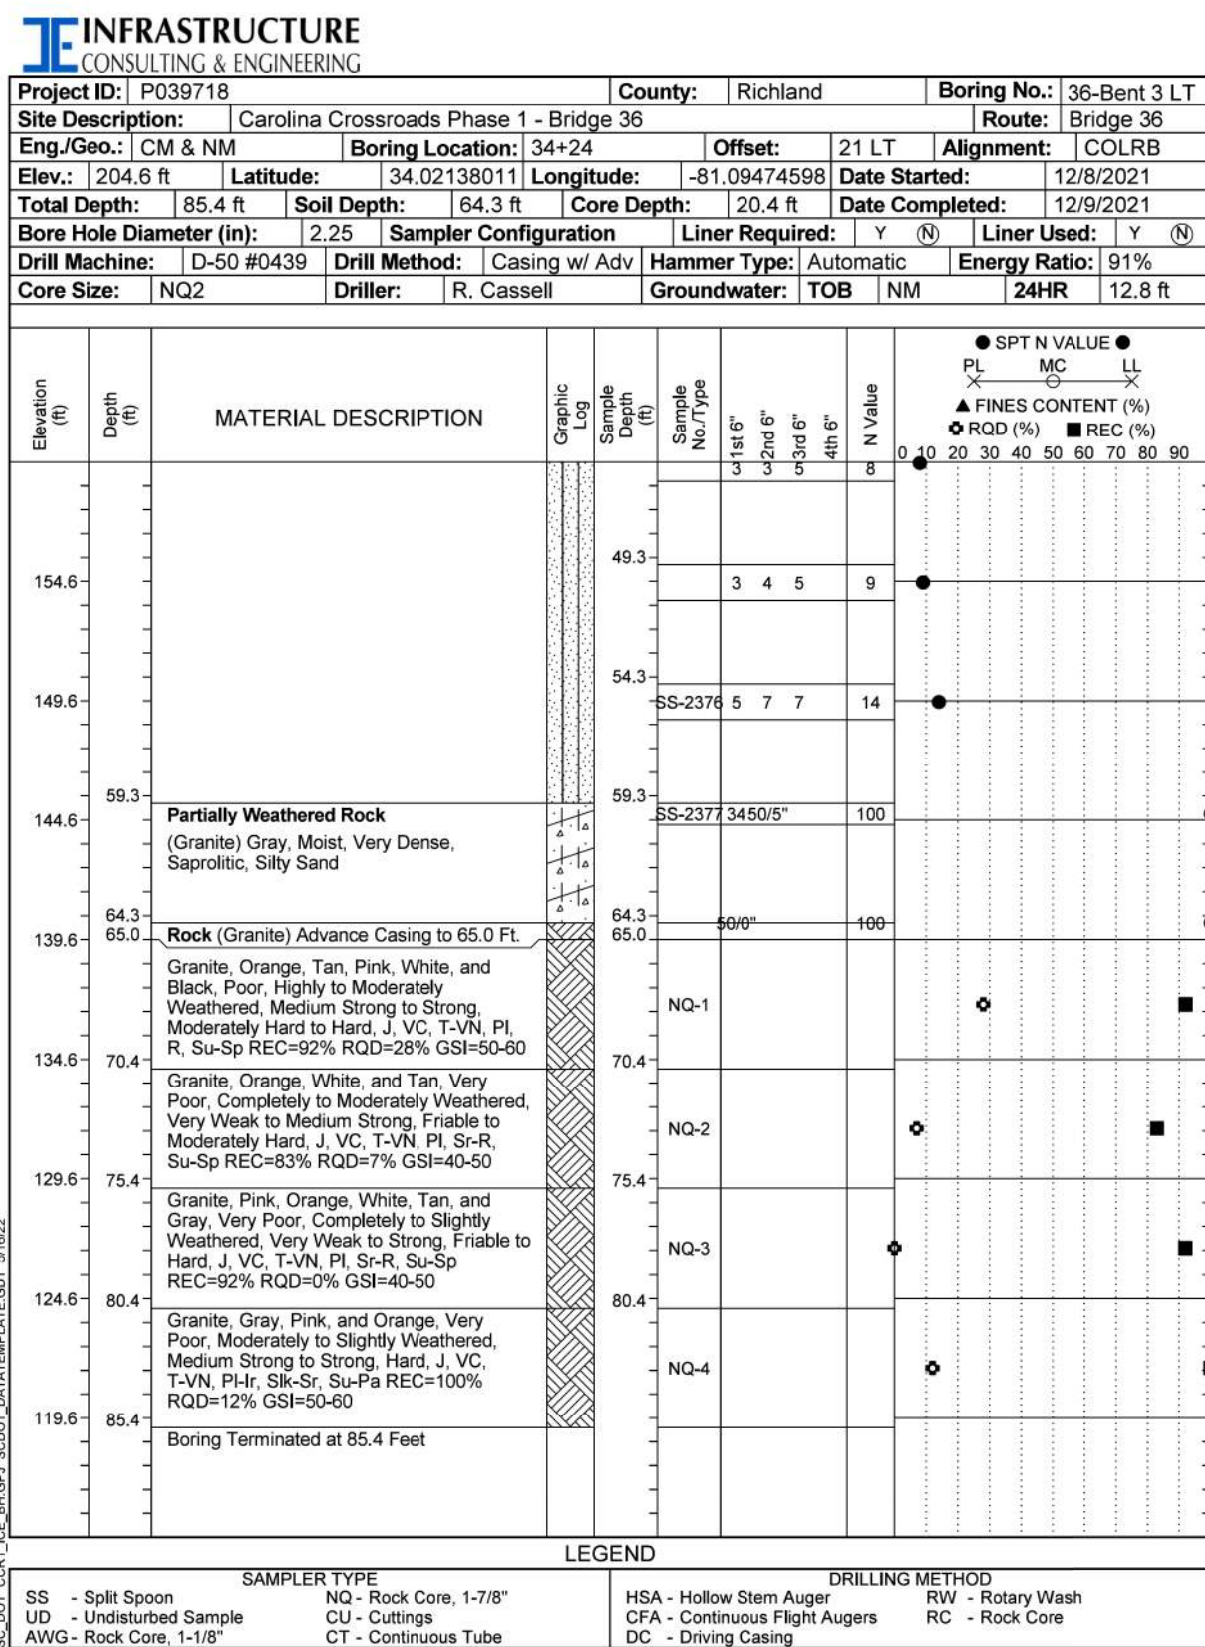 INFRASTRUCTURE
CONSULTING & ENGINEERING
Project ID: P039718 County: Richland Boring No.: 36-Bent 3 LT
Site Description: Carolina Crossroads Phase 1 - Bridge 36 Route: Bridge 36
Eng./Geo.: CM & NM Boring Location: 34+24 Offset: 21 LT Alignment: COLRB
Elev.: 204.6 ft Latitude: 34.02138011 Longitude: -81.09474598 Date Started: 12/8/2021
Total Depth: 85.4 ft Soil Depth: 64.3 ft Core Depth: 20.4 ft Date Completed: 12/9/2021
Bore Hole Diameter (in): 2.25 Sampler Configuration Liner Required: Y N Liner Used: Y N
Drill Machine: D-50 #0439 Drill Method: Casing w/ Adv Hammer Type: Automatic Energy Ratio: 91%
Core Size: NQ2 Driller: R. Cassell Groundwater: TOB NM 24HR 12.8 ft
Elevation (ft) Depth (ft) MATERIAL DESCRIPTION Graphic Log Sample Depth (ft) Sample No./Type 1st 6" 2nd 6" 3rd 6" 4th 6" N Value
SPT N VALUE
PL MC LL
FINES CONTENT (%)
RQD (%) REC (%)
0 10 20 30 40 50 60 70 80 90
3 3 5 8
49.3
154.6 3 4 5 9
54.3
149.6 SS-2376 5 7 7 14
59.3 59.3
144.6 Partially Weathered Rock SS-2377 34 50/5" 100
(Granite) Gray, Moist, Very Dense,
Saprolitic, Silty Sand
64.3 64.3 50/0" 100
139.6 65.0 Rock (Granite) Advance Casing to 65.0 Ft. 65.0
Granite, Orange, Tan, Pink, White, and
Black, Poor, Highly to Moderately
Weathered, Medium Strong to Strong, NQ-1
Moderately Hard to Hard, J, VC, T-VN, Pl,
R, Su-Sp REC=92% RQD=28% GSI=50-60
134.6 70.4 70.4
Granite, Orange, White, and Tan, Very
Poor, Completely to Moderately Weathered,
Very Weak to Medium Strong, Friable to NQ-2
Moderately Hard, J, VC, T-VN, Pl, Sr-R,
Su-Sp REC=83% RQD=7% GSI=40-50
129.6 75.4 75.4
Granite, Pink, Orange, White, Tan, and
Gray, Very Poor, Completely to Slightly
Weathered, Very Weak to Strong, Friable to NQ-3
Hard, J, VC, T-VN, Pl, Sr-R, Su-Sp
REC=92% RQD=0% GSI=40-50
124.6 80.4 80.4
Granite, Gray, Pink, and Orange, Very
Poor, Moderately to Slightly Weathered,
Medium Strong to Strong, Hard, J, VC, NQ-4
T-VN, Pl-Ir, Slk-Sr, Su-Pa REC=100%
RQD=12% GSI=50-60
119.6 85.4
Boring Terminated at 85.4 Feet
LEGEND
SAMPLER TYPE DRILLING METHOD
SS - Split Spoon NQ - Rock Core, 1-7/8" HSA - Hollow Stem Auger RW - Rotary Wash
UD - Undisturbed Sample CU - Cuttings CFA - Continuous Flight Augers RC - Rock Core
AWG - Rock Core, 1-1/8" CT - Continuous Tube DC - Driving Casing